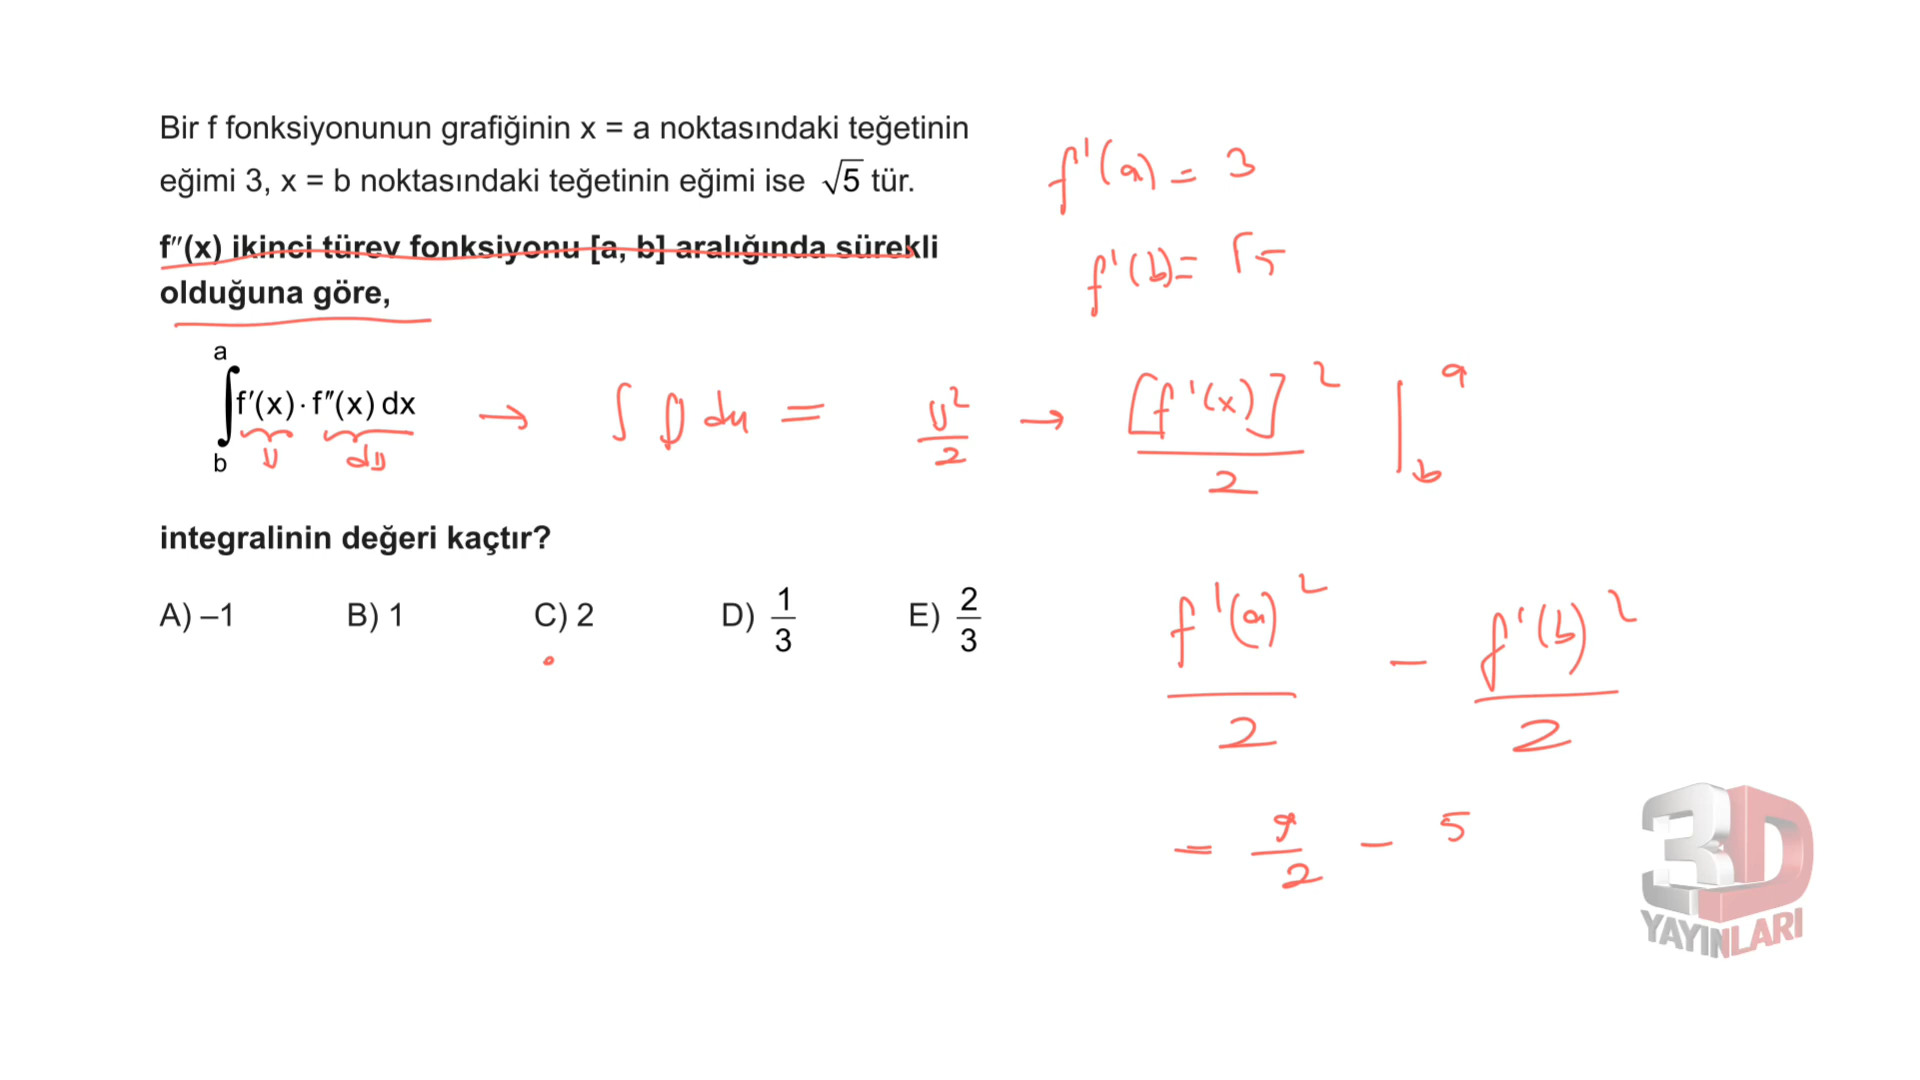 Bir f fonksiyonunun grafiğinin x = a noktasındaki teğetinin
eğimi 3, x = b noktasındaki teğetinin eğimi ise √5 tür.
f″(x) ikinci türev fonksiyonu [a, b] aralığında sürekli
olduğuna göre,
a
∫ f′(x) · f″(x) dx
b
U du
→ ∫ U du = U²/2 → [f'(x)]²/2 |
a
b
integralinin değeri kaçtır?
A) –1 B) 1 C) 2 D) 1/3 E) 2/3
f'(a) = 3
f'(b) = √5
f'(a)²/2 – f'(b)²/2
= 9/2 – 5
3D
YAYINLARI